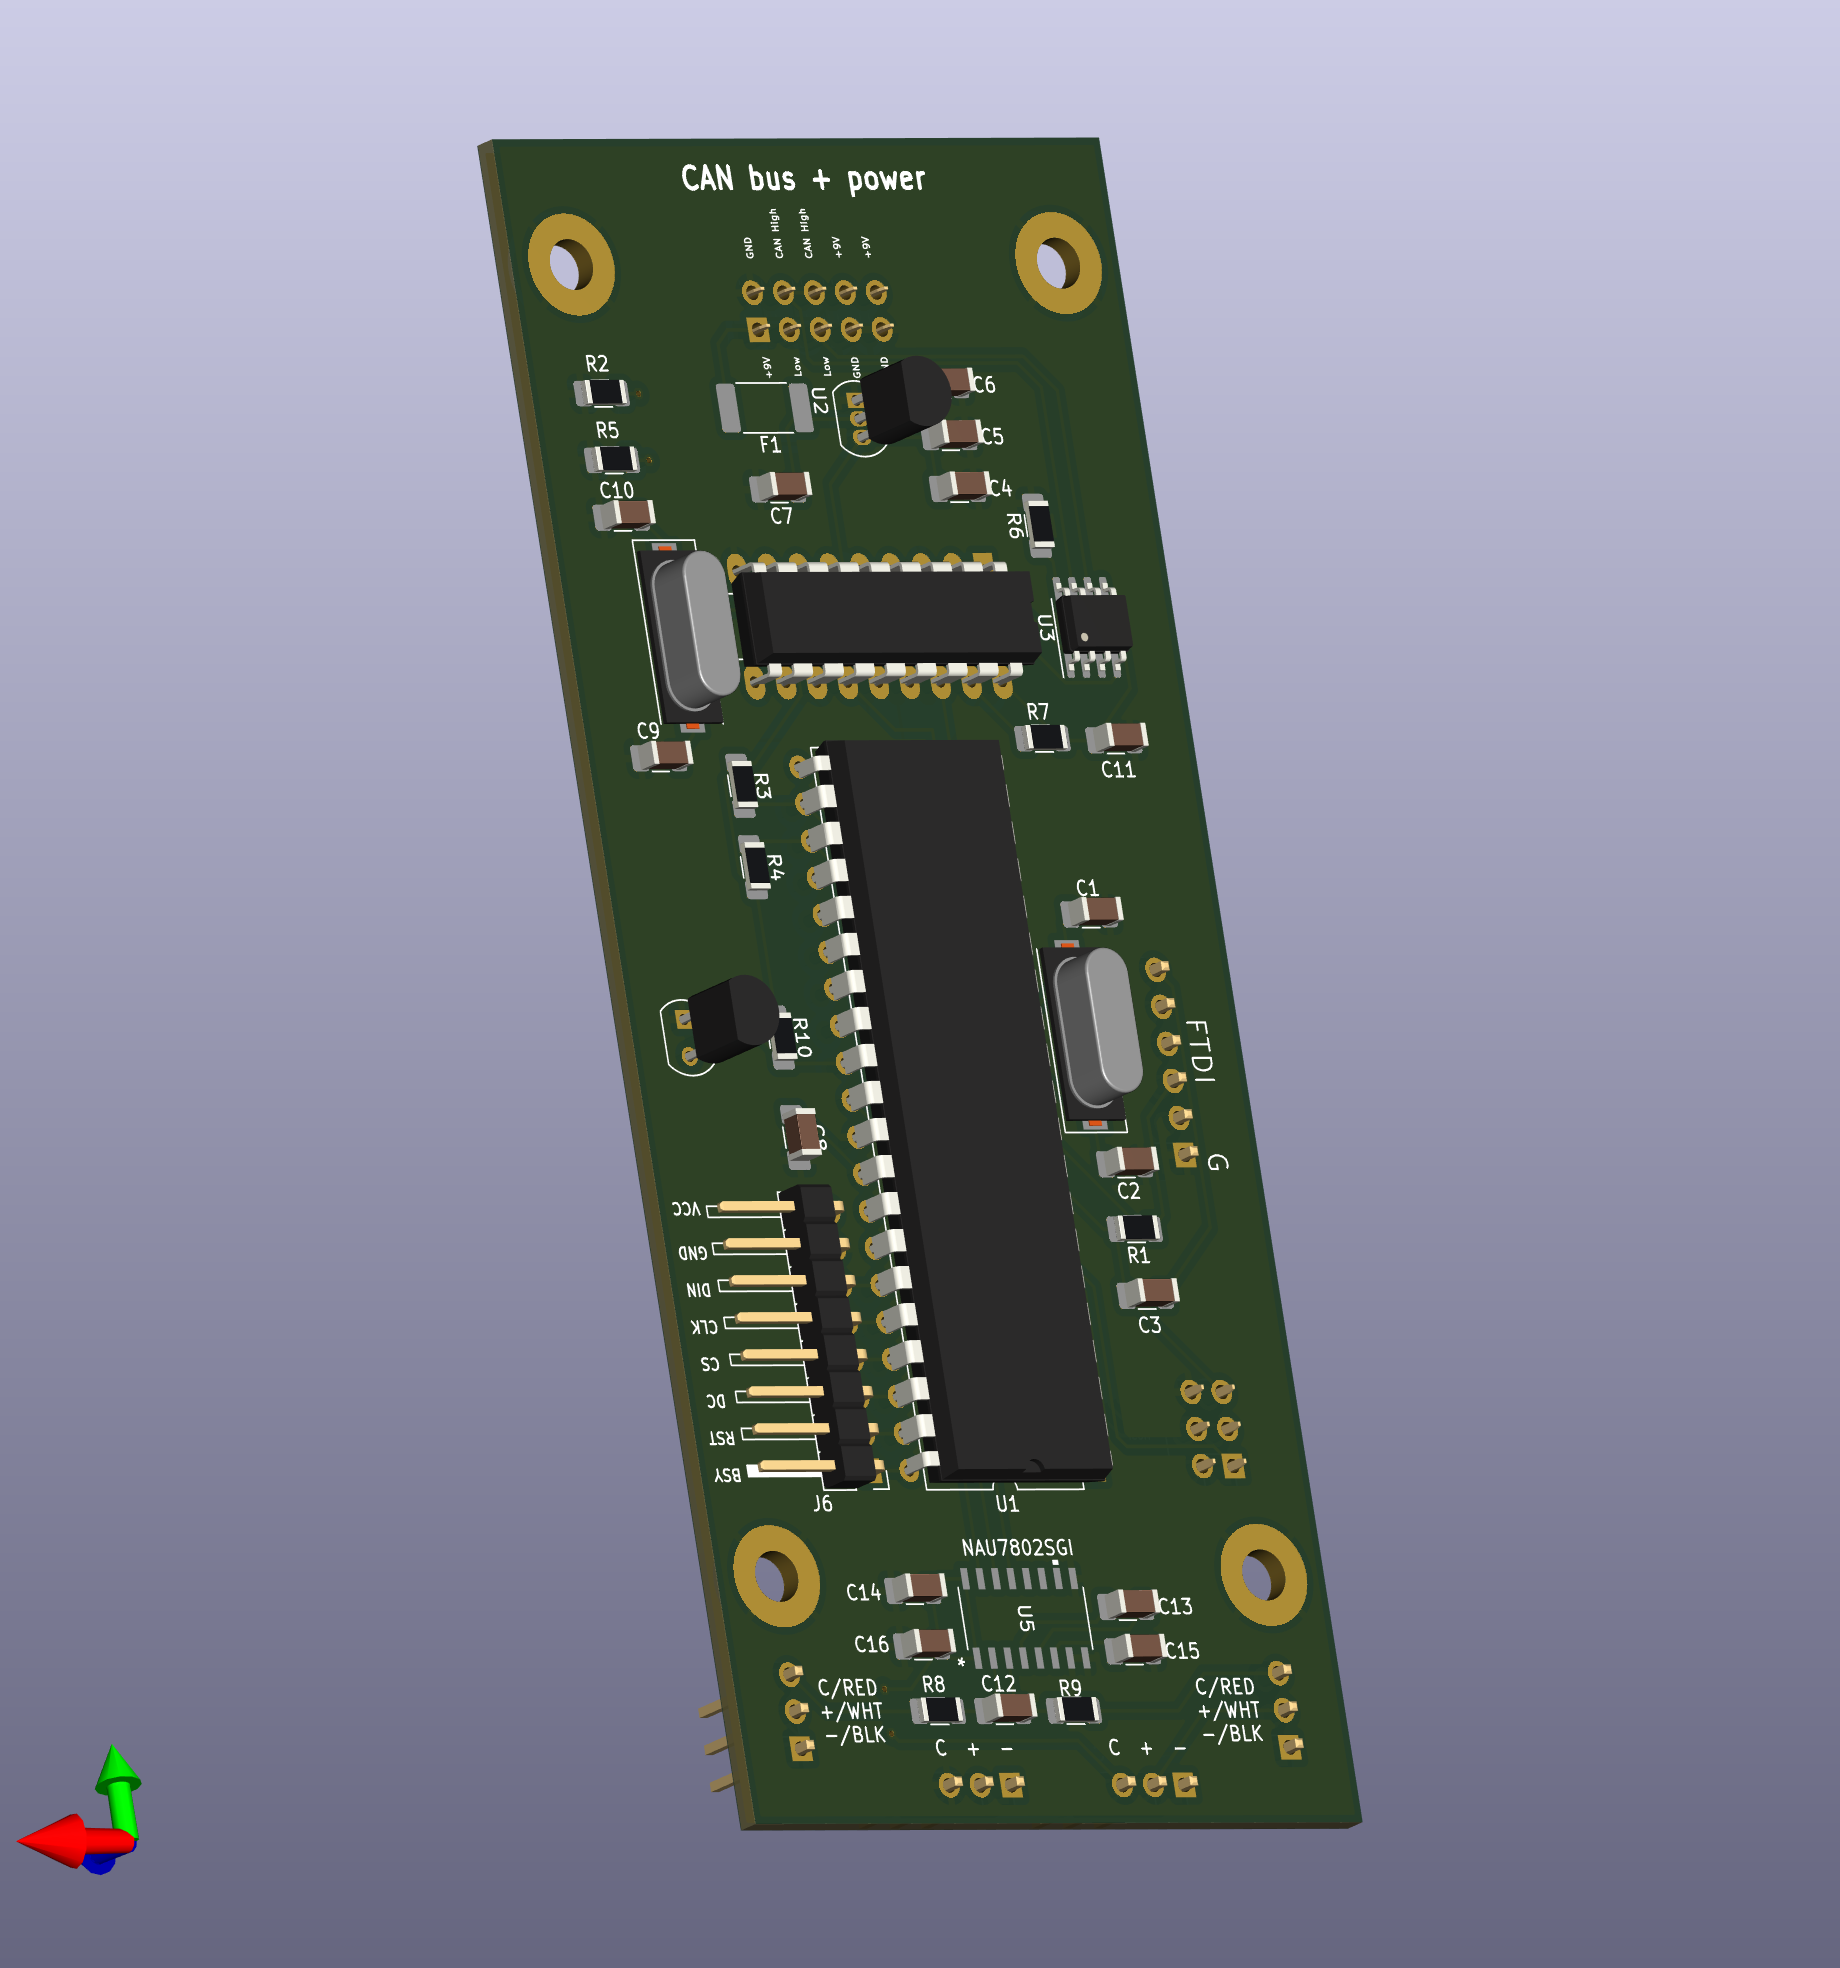 CAN bus + power
GND
CAN High
CAN High
+9V
+9V
+9V
Low
Low
GND
R2
U2
C6
R5
F1
C5
C10
C7
C4
R6
U3
C9
R7
C11
R3
R4
C1
R10
FTDI
C8
G
C2
VCC
GND
DIN
CLK
CS
DC
RST
BSY
R1
C3
J6
U1
NAU7802SGI
C14
U5
C13
C16
*
C15
C/RED
+/WHT
-/BLK
R8
C12
R9
C/RED
+/WHT
-/BLK
C + -
C + -